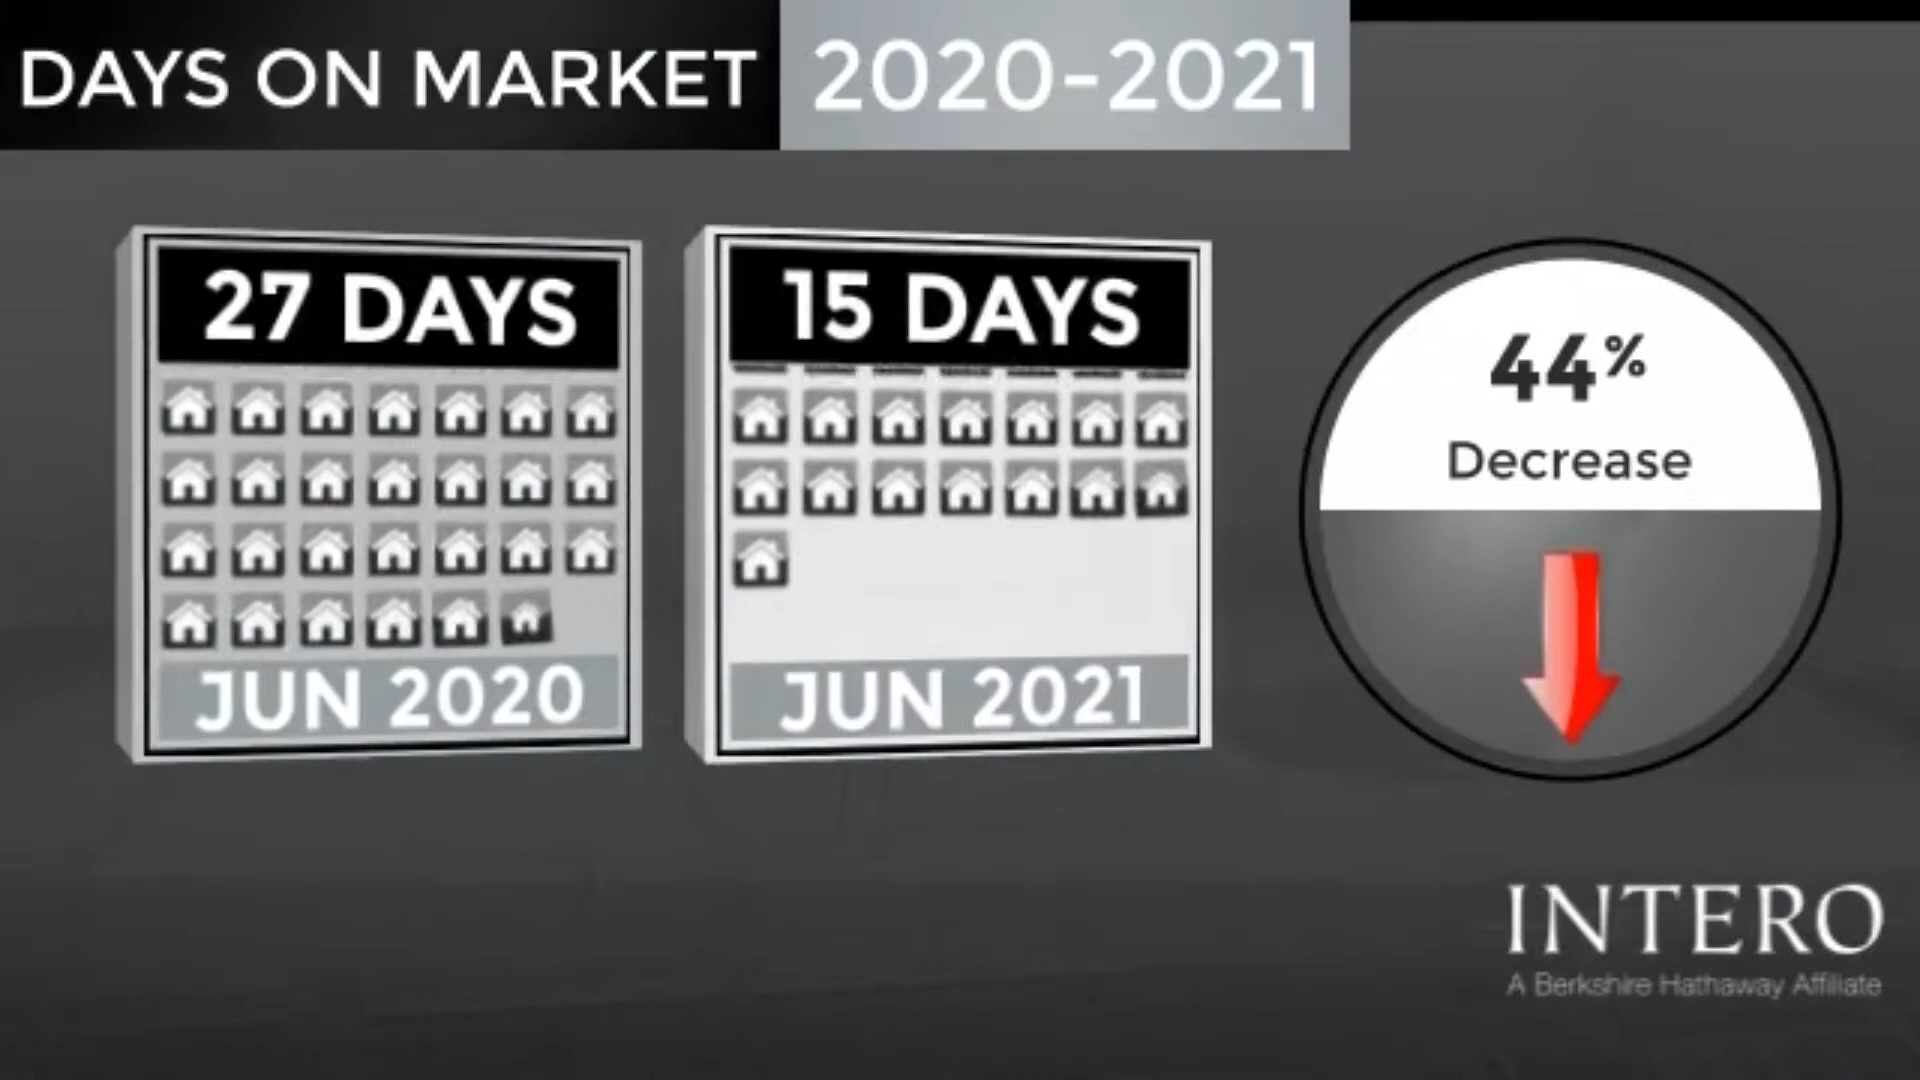 DAYS ON MARKET 2020-2021
27 DAYS
JUN 2020
15 DAYS
JUN 2021
44%
Decrease
INTERO
A Berkshire Hathaway Affiliate